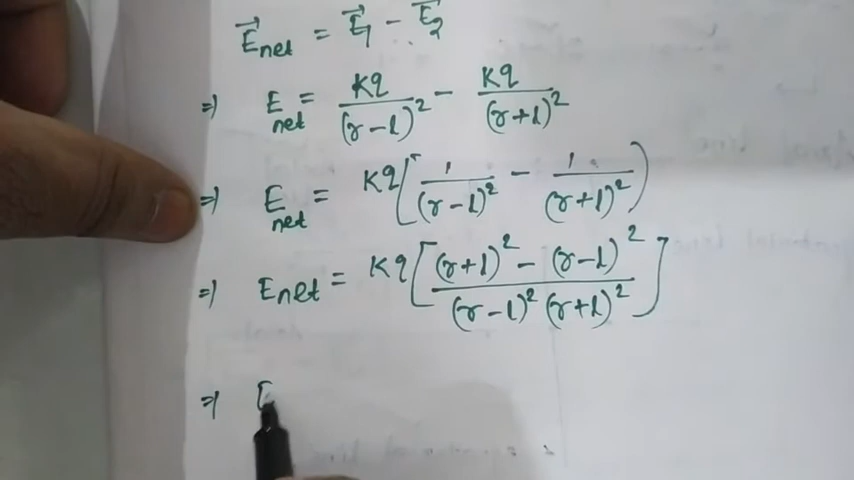 E⃗net = E⃗1 − E⃗2
⇒ Enet = Kq/(r−l)² − Kq/(r+l)²
⇒ Enet = Kq[1/(r−l)² − 1/(r+l)²)
⇒ Enet = Kq[((r+l)² − (r−l)²)/((r−l)²(r+l)²)]
⇒ E